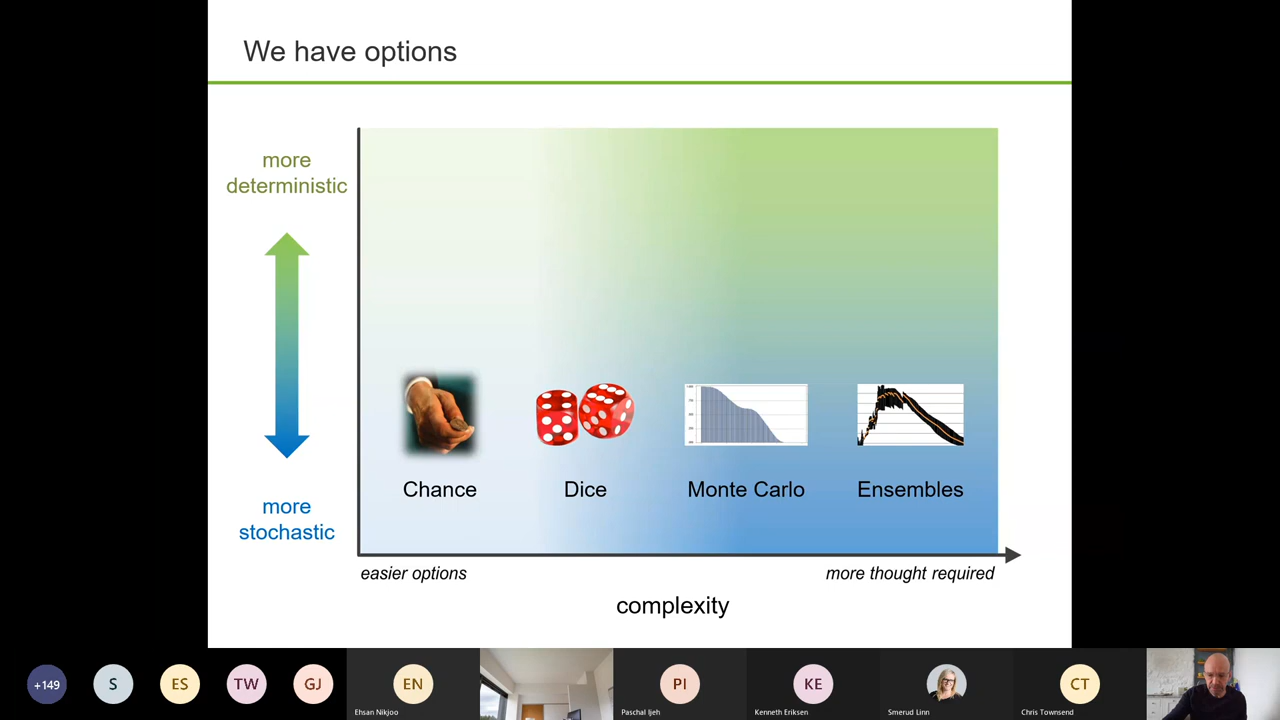 We have options
more
deterministic
more
stochastic
Chance
Dice
Monte Carlo
Ensembles
easier options
more thought required
complexity
+149
S
ES
TW
GJ
EN
Ehsan Nikjoo
PI
Paschal Ijeh
KE
Kenneth Eriksen
Smerud Linn
CT
Chris Townsend